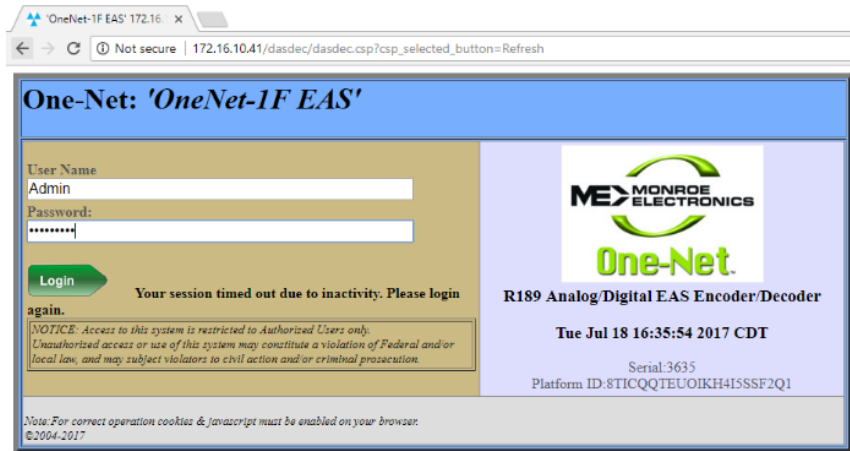 'OneNet-1F EAS' 172.16.
Not secure | 172.16.10.41/dasdec/dasdec.csp?csp_selected_button=Refresh
One-Net: 'OneNet-1F EAS'
User Name
Admin
Password:
•••••••••
Login
Your session timed out due to inactivity. Please login
again.
NOTICE: Access to this system is restricted to Authorized Users only.
Unauthorized access or use of this system may constitute a violation of Federal and/or
local law, and may subject violators to civil action and/or criminal prosecution.
ME MONROE
ELECTRONICS
One-Net.
R189 Analog/Digital EAS Encoder/Decoder
Tue Jul 18 16:35:54 2017 CDT
Serial:3635
Platform ID:8TICQQTEUOIKH4I5SSF2Q1
Note:For correct operation cookies & javascript must be enabled on your browser.
©2004-2017